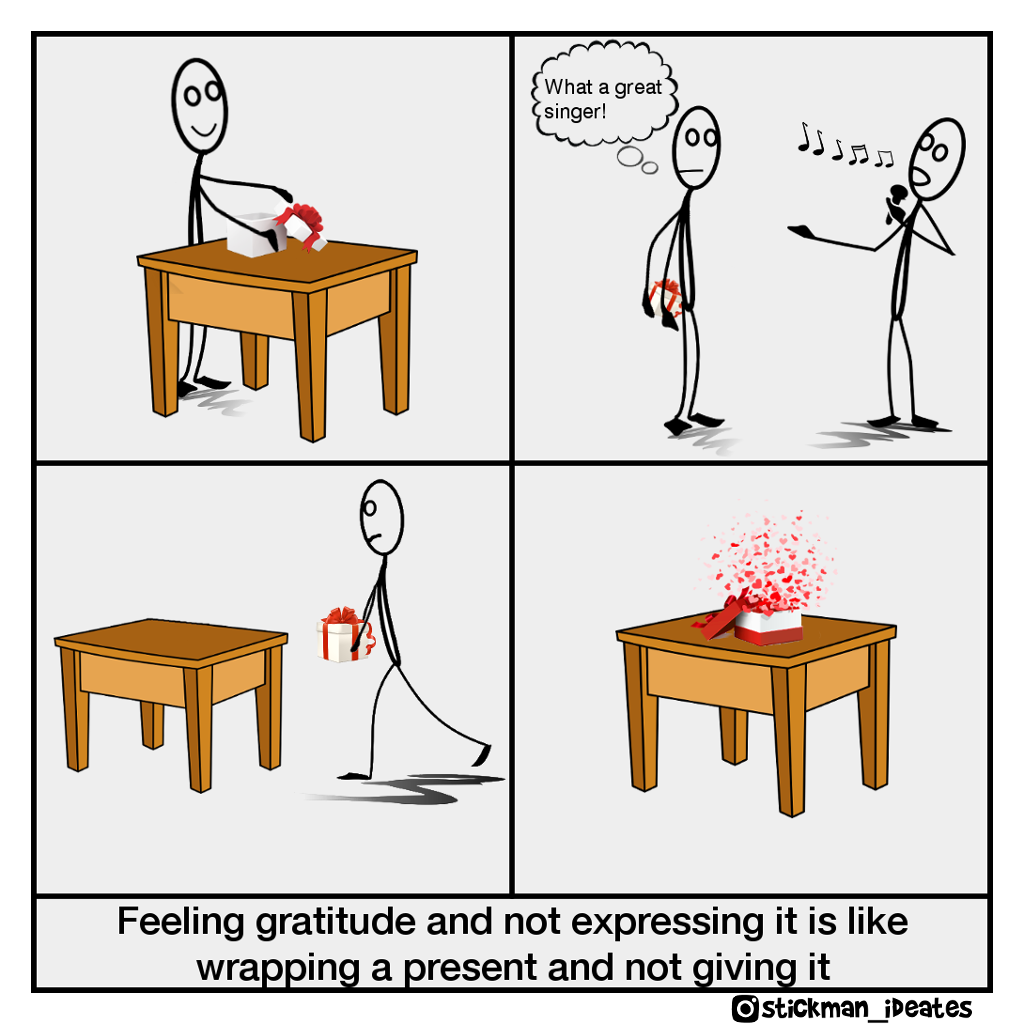 What a great
singer!
Feeling gratitude and not expressing it is like
wrapping a present and not giving it
stickman_ideates